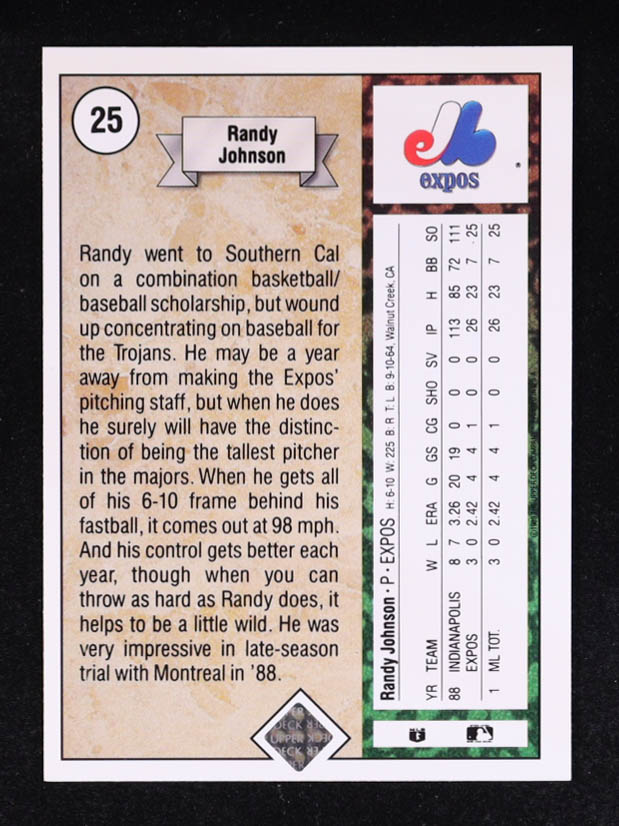 25
Randy
Johnson
Randy went to Southern Cal
on a combination basketball/
baseball scholarship, but wound
up concentrating on baseball for
the Trojans. He may be a year
away from making the Expos'
pitching staff, but when he does
he surely will have the distinc-
tion of being the tallest pitcher
in the majors. When he gets all
of his 6-10 frame behind his
fastball, it comes out at 98 mph.
And his control gets better each
year, though when you can
throw as hard as Randy does, it
helps to be a little wild. He was
very impressive in late-season
trial with Montreal in '88.
UPPER
DECK
expos
Randy Johnson • P • EXPOS H: 6-10 W: 225 B: R T: L B: 9-10-64, Walnut Creek, CA
YR TEAM W L ERA G GS CG SHO SV IP H BB SO
88 INDIANAPOLIS 8 7 3.26 20 19 0 0 0 113 85 72 111
EXPOS 3 0 2.42 4 4 1 0 0 26 23 7 25
1 ML TOT. 3 0 2.42 4 4 1 0 0 26 23 7 25